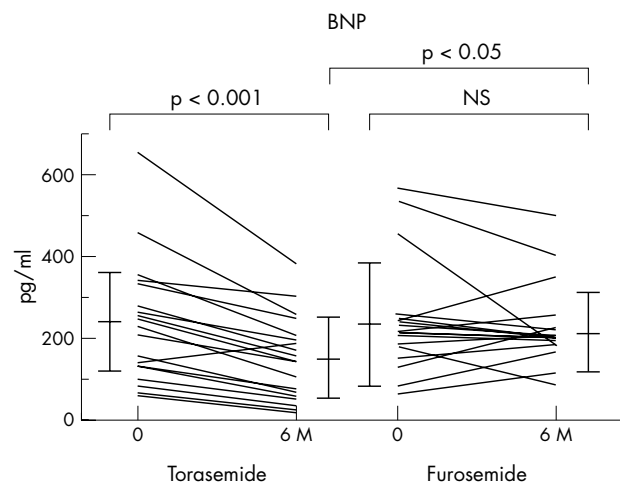 BNP
p < 0.05
p < 0.001
NS
600
400
200
0
pg/ml
0
6 M
0
6 M
Torasemide
Furosemide